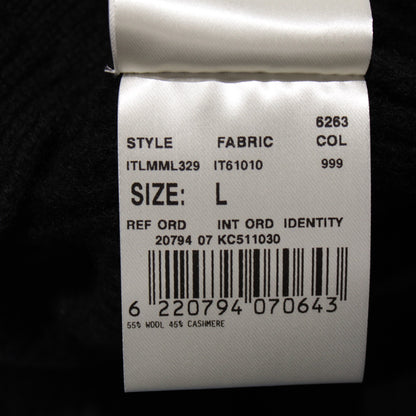 6263
STYLE FABRIC COL
ITLMML329 IT61010 999
SIZE: L
REF ORD INT ORD IDENTITY
20794 07 KC511030
6 220794 070643
55% WOOL 45% CASHMERE